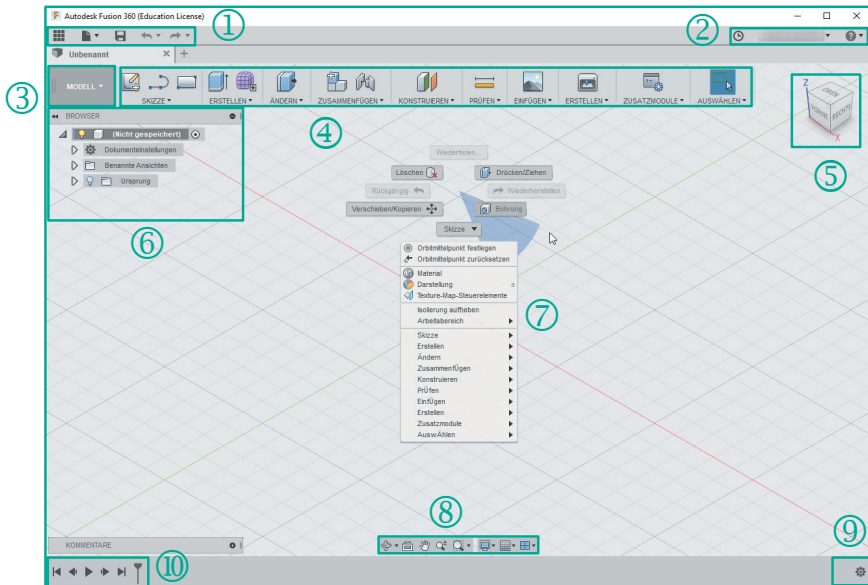 Autodesk Fusion 360 (Education License)
①
②
Unbenannt
③
MODELL
SKIZZE
ERSTELLEN
ÄNDERN
ZUSAMMENFÜGEN
KONSTRUIEREN
PRÜFEN
EINFÜGEN
ERSTELLEN
ZUSATZMODULE
AUSWÄHLEN
④
Z
OBEN
VORNE
RECHTS
X
⑤
BROWSER
(Nicht gespeichert)
Dokumenteinstellungen
Benannte Ansichten
Ursprung
⑥
Wiederholen...
Löschen
Drücken/Ziehen
Rückgängig
Wiederherstellen
Verschieben/Kopieren
Bohrung
Skizze
Orbitmittelpunkt festlegen
Orbitmittelpunkt zurücksetzen
Material
Darstellung a
Texture-Map-Steuerelemente
Isolierung aufheben
Arbeitsbereich
⑦
Skizze
Erstellen
Ändern
Zusammenfügen
Konstruieren
Prüfen
Einfügen
Erstellen
Zusatzmodule
Auswählen
⑧
⑨
KOMMENTARE
⑩